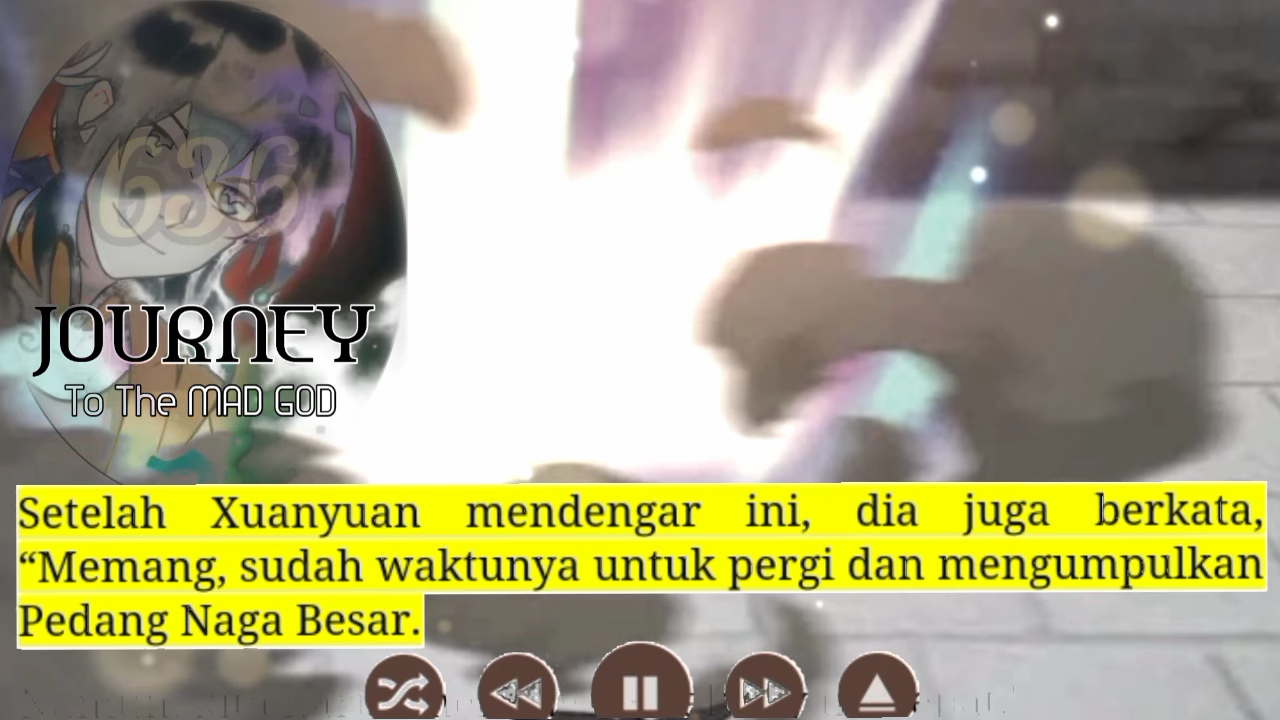 636
JOURNEY
To The MAD GOD
Setelah Xuanyuan mendengar ini, dia juga berkata,
“Memang, sudah waktunya untuk pergi dan mengumpulkan
Pedang Naga Besar.